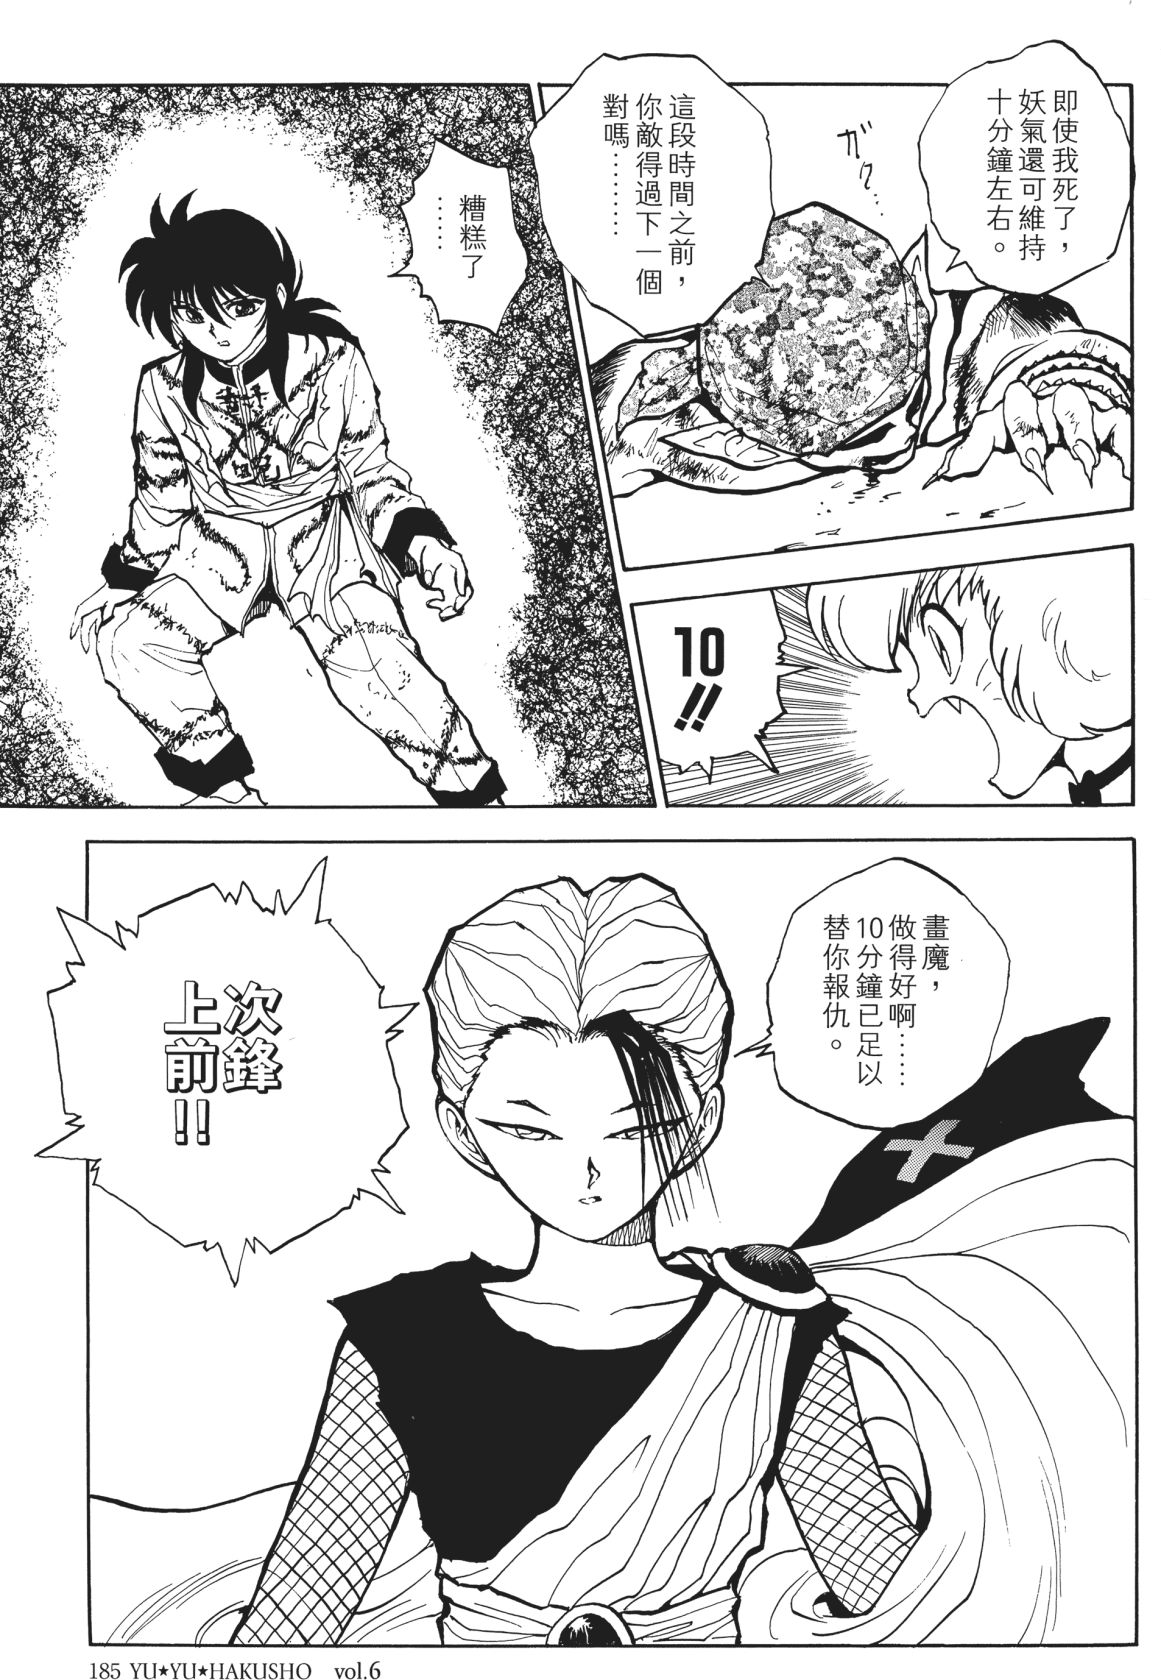 即使我死了，
妖氣還可維持
十分鐘左右。
ガク…
這段時間之前，
你敵得過下一個
對嗎………
糟糕了
……
10!!
畫魔，
做得好啊……
10分鐘已足以
替你報仇。
次鋒
上前!!
185 YU★YU★HAKUSHO vol.6